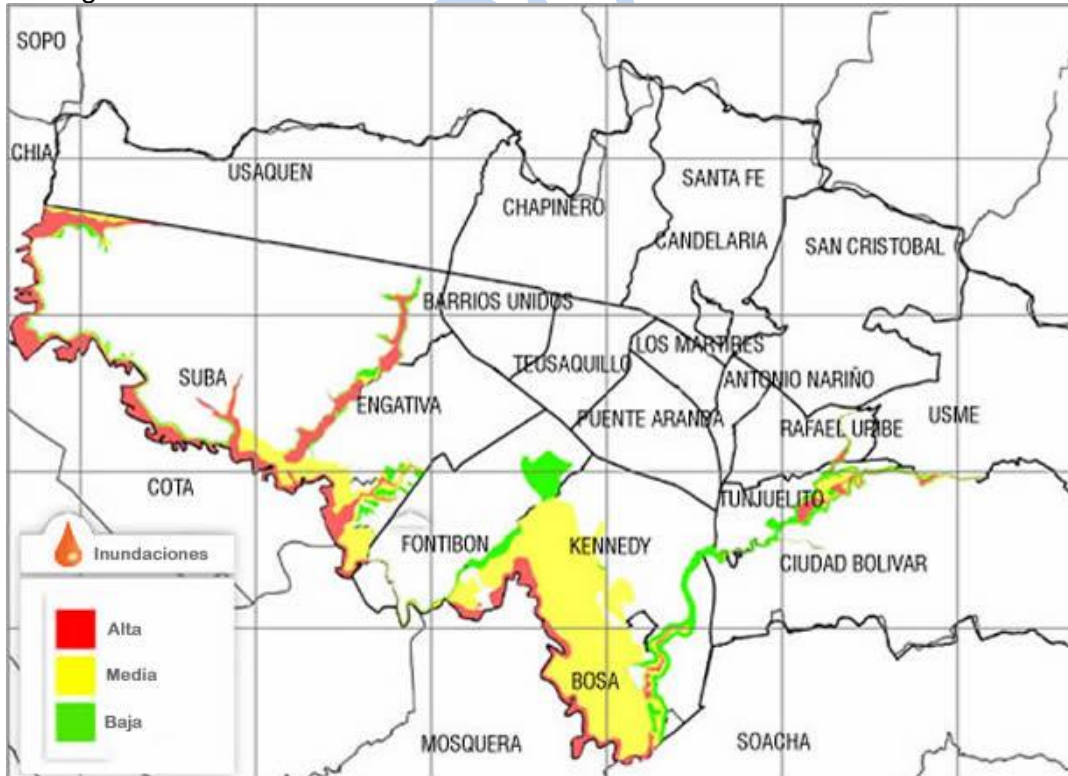 SOPO
CHIA
USAQUEN
SANTA FE
CHAPINERO
CANDELARIA
SAN CRISTOBAL
BARRIOS UNIDOS
LOS MARTIRES
TEUSAQUILLO
SUBA
ANTONIO NARIÑO
ENGATIVA
PUENTE ARANDA
USME
RAFAEL URIBE
COTA
TUNJUELITO
FONTIBON
KENNEDY
CIUDAD BOLIVAR
BOSA
MOSQUERA
SOACHA
Inundaciones
Alta
Media
Baja